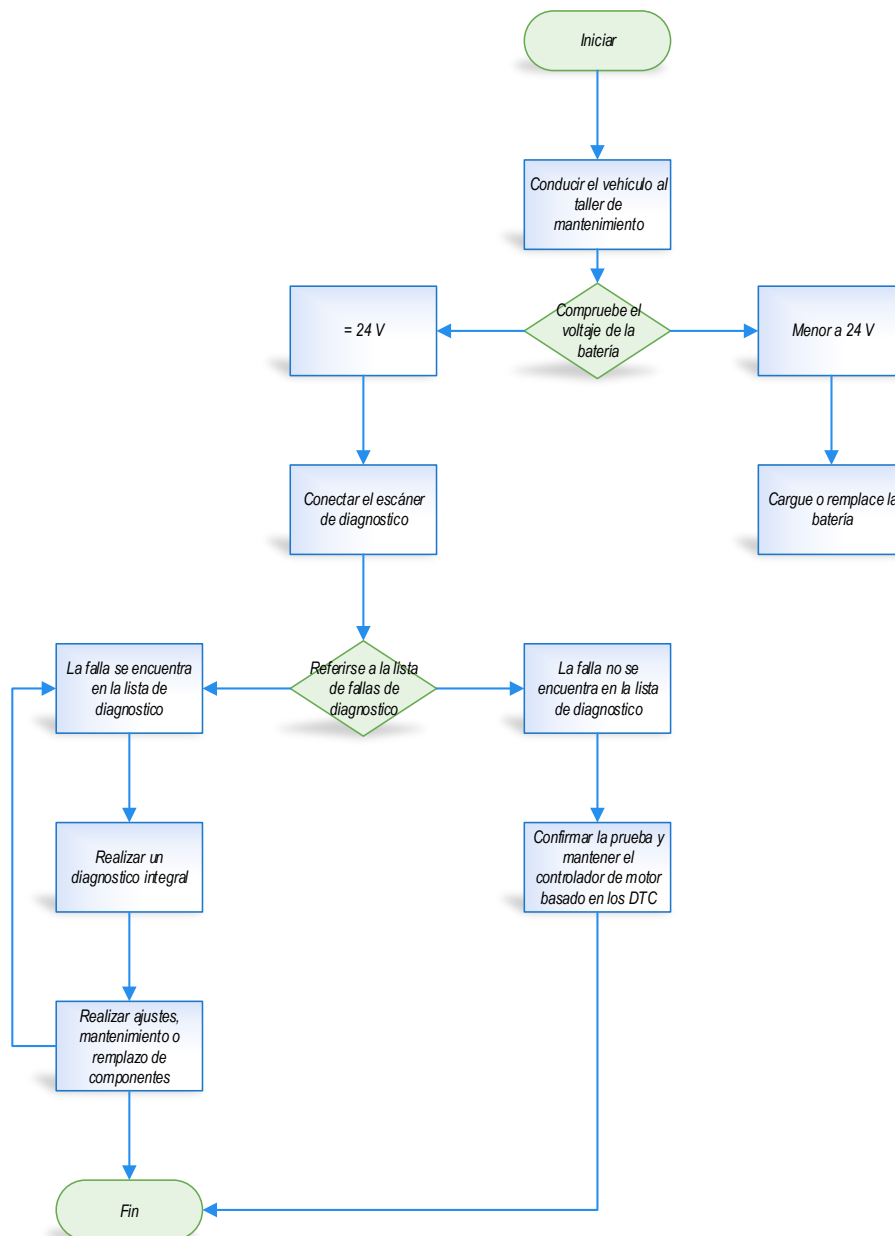 Iniciar
Conducir el vehículo al
taller de
mantenimiento
Compruebe el
voltaje de la
batería
= 24 V
Menor a 24 V
Conectar el escáner
de diagnostico
Cargue o remplace la
batería
La falla se encuentra
en la lista de
diagnostico
Referirse a la lista
de fallas de
diagnostico
La falla no se
encuentra en la lista
de diagnostico
Realizar un
diagnostico integral
Confirmar la prueba y
mantener el
controlador de motor
basado en los DTC
Realizar ajustes,
mantenimiento o
remplazo de
componentes
Fin